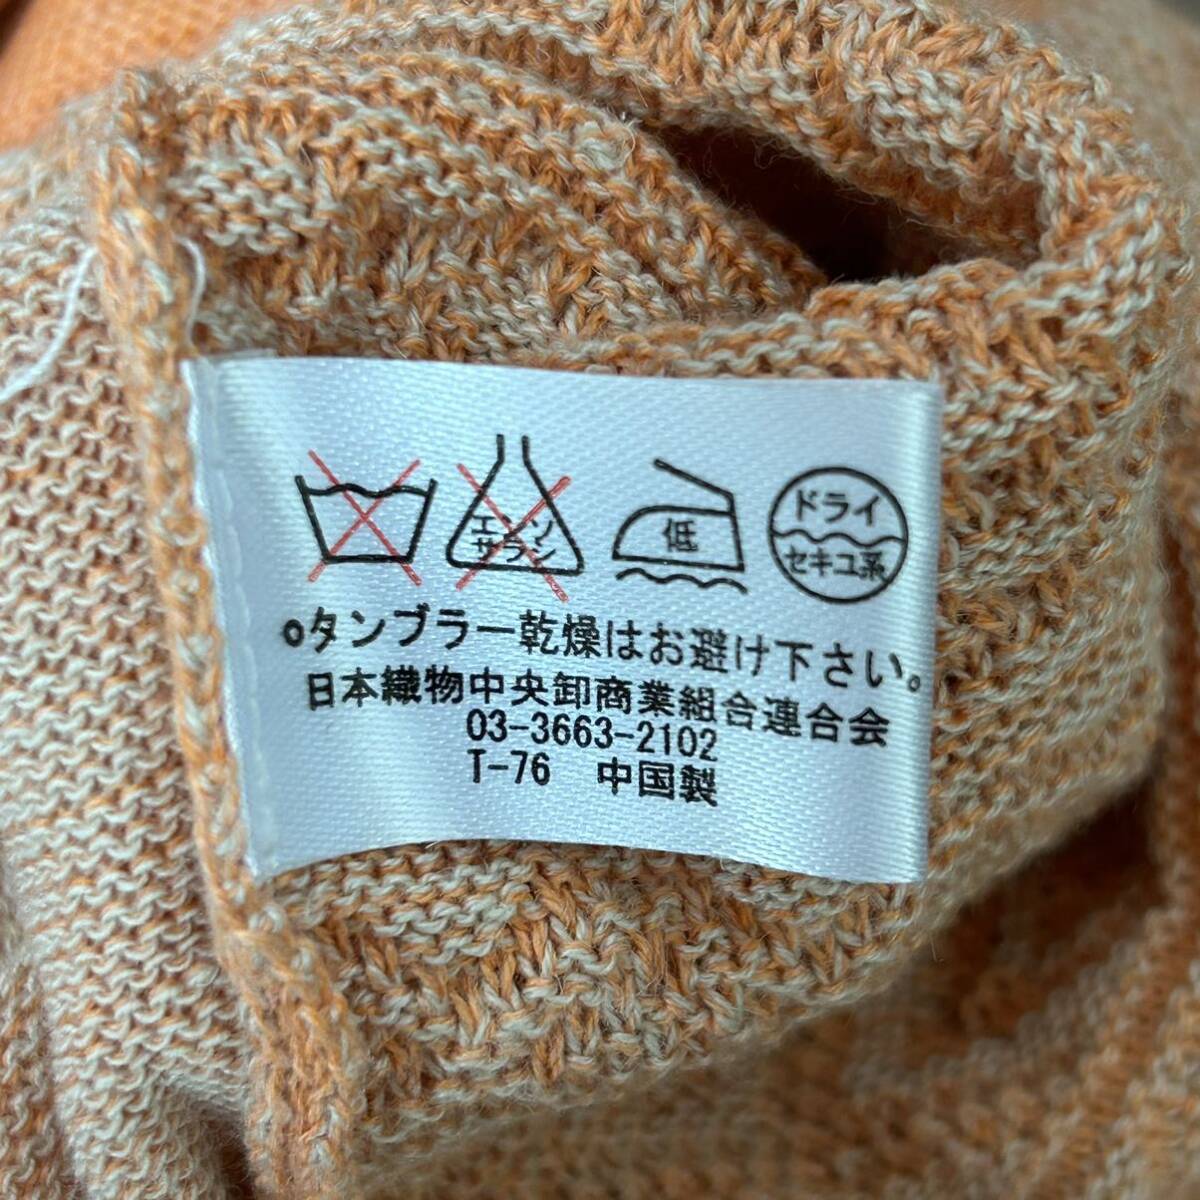 エンソ
サラシ
低
ドライ
セキユ系
タンブラー乾燥はお避け下さい。
日本織物中央卸商業組合連合会
03-3663-2102
T-76 中国製